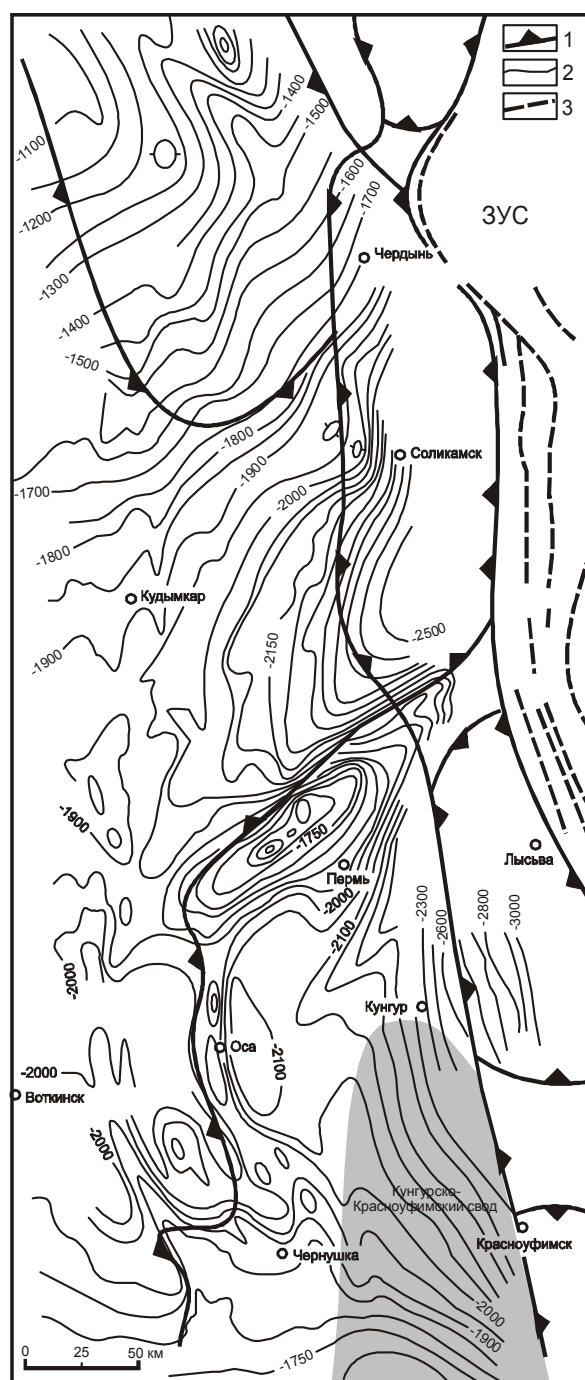 1
2
3
-1400
-1500
-1100
-1600
-1200
-1700
ЗУС
Чердынь
-1300
-1400
-1500
-1800
-1900
Соликамск
-1700
-2000
-1800
Кудымкар
-2500
-2150
-1900
-1900
-1750
Лысьва
Пермь
-2000
-2300
-2800
-2100
-2600
-3000
-2000
Кунгур
Оса
-2100
-2000
Воткинск
-2000
Кунгурско-
Красноуфимский свод
Красноуфимск
Чернушка
-2000
-1900
-1750
0 25 50 км